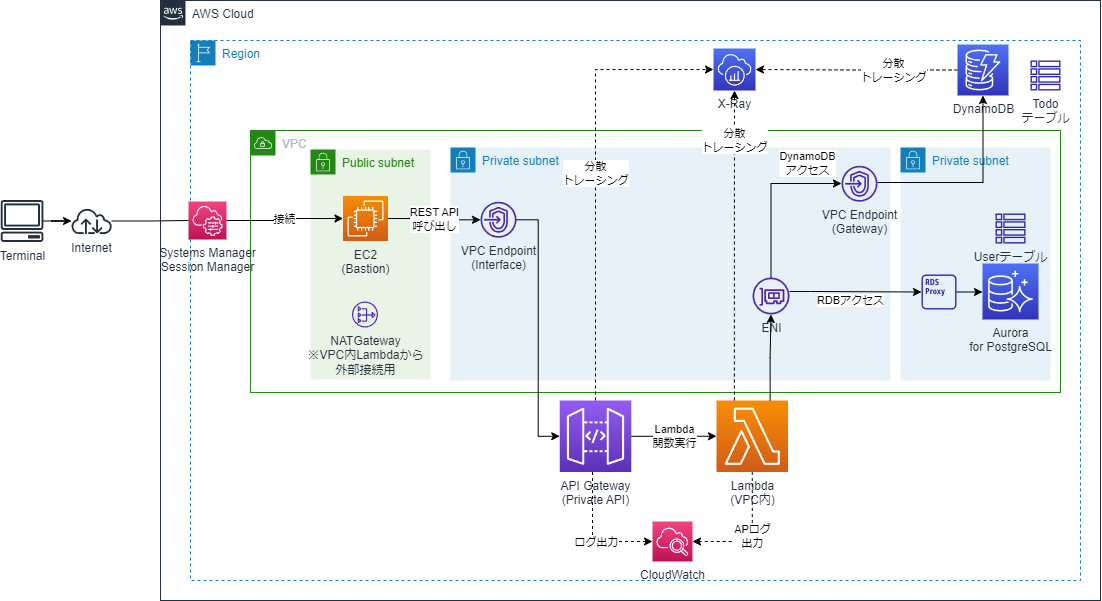 aws
AWS Cloud
Region
VPC
Public subnet
Private subnet
Private subnet
X-Ray
分散
トレーシング
DynamoDB
Todo
テーブル
分散
トレーシング
分散
トレーシング
DynamoDB
アクセス
VPC Endpoint
(Gateway)
Terminal
Internet
Systems Manager
Session Manager
接続
EC2
(Bastion)
REST API
呼び出し
VPC Endpoint
(Interface)
NATGateway
※VPC内Lambdaから
外部接続用
ENI
RDBアクセス
RDS
Proxy
Userテーブル
Aurora
for PostgreSQL
API Gateway
(Private API)
Lambda
関数実行
Lambda
(VPC内)
ログ出力
APログ
出力
CloudWatch